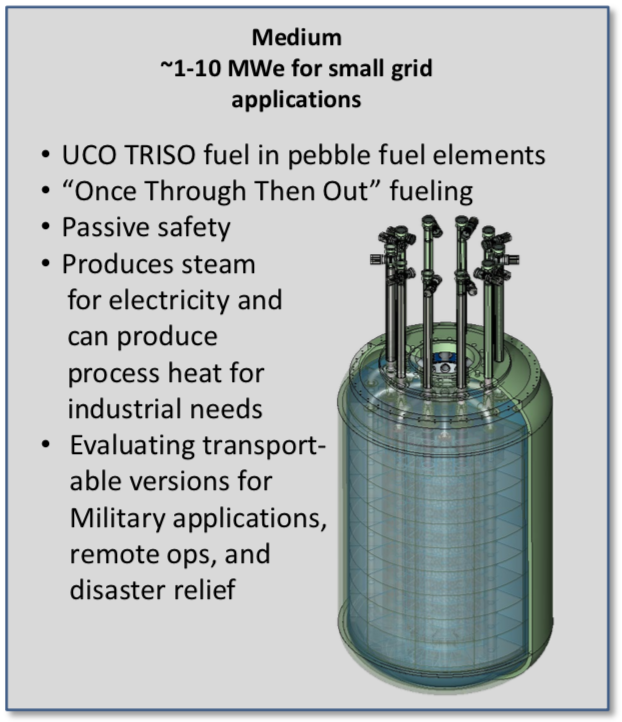 Medium
~1-10 MWe for small grid
applications
• UCO TRISO fuel in pebble fuel elements
• “Once Through Then Out” fueling
• Passive safety
• Produces steam
for electricity and
can produce
process heat for
industrial needs
• Evaluating transport-
able versions for
Military applications,
remote ops, and
disaster relief